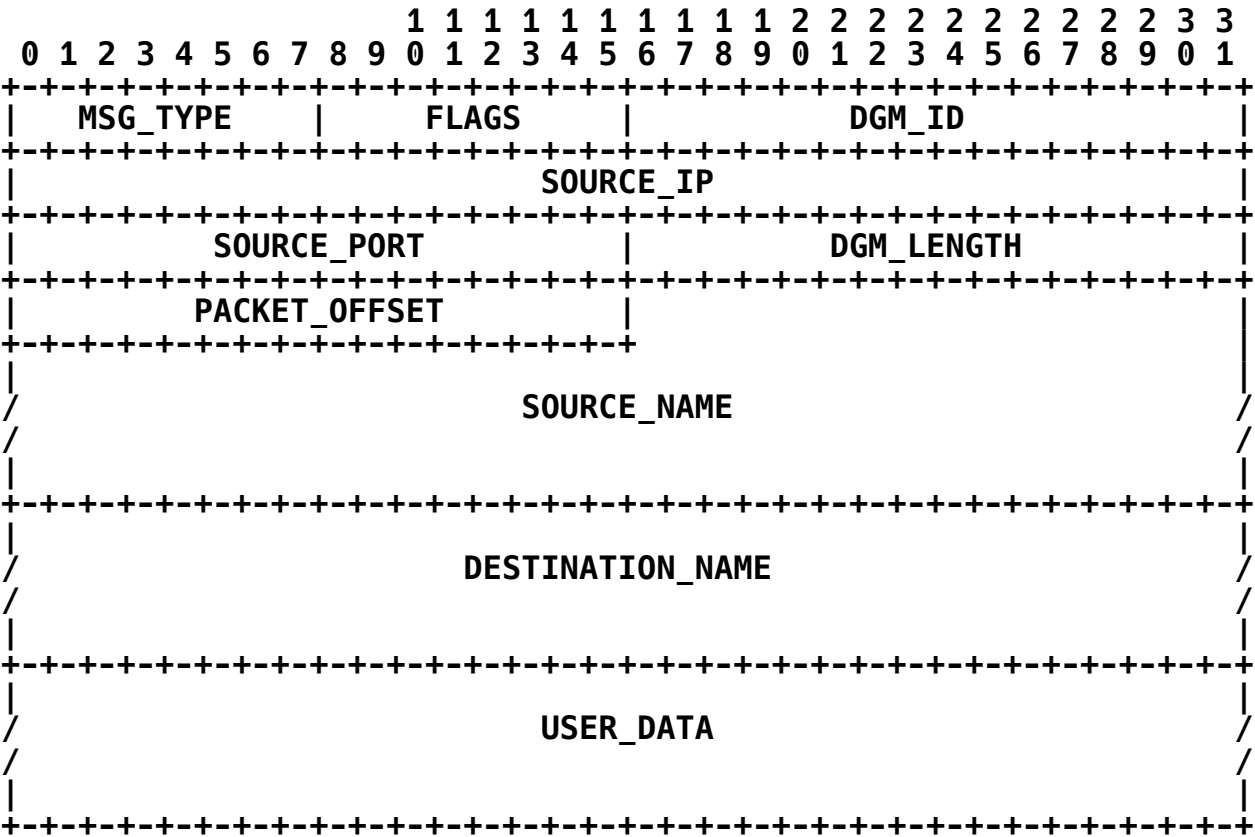 1 1 1 1 1 1 1 1 1 1 2 2 2 2 2 2 2 2 2 2 3 3
 0 1 2 3 4 5 6 7 8 9 0 1 2 3 4 5 6 7 8 9 0 1 2 3 4 5 6 7 8 9 0 1
+-+-+-+-+-+-+-+-+-+-+-+-+-+-+-+-+-+-+-+-+-+-+-+-+-+-+-+-+-+-+-+-+
|   MSG_TYPE    |     FLAGS     |           DGM_ID              |
+-+-+-+-+-+-+-+-+-+-+-+-+-+-+-+-+-+-+-+-+-+-+-+-+-+-+-+-+-+-+-+-+
|                           SOURCE_IP                           |
+-+-+-+-+-+-+-+-+-+-+-+-+-+-+-+-+-+-+-+-+-+-+-+-+-+-+-+-+-+-+-+-+
|          SOURCE_PORT          |          DGM_LENGTH           |
+-+-+-+-+-+-+-+-+-+-+-+-+-+-+-+-+-+-+-+-+-+-+-+-+-+-+-+-+-+-+-+-+
|         PACKET_OFFSET         |                               |
+-+-+-+-+-+-+-+-+-+-+-+-+-+-+-+-+                               |
|                                                               |
/                          SOURCE_NAME                          /
/                                                               /
|                                                               |
+-+-+-+-+-+-+-+-+-+-+-+-+-+-+-+-+-+-+-+-+-+-+-+-+-+-+-+-+-+-+-+-+
|                                                               |
/                       DESTINATION_NAME                        /
/                                                               /
|                                                               |
+-+-+-+-+-+-+-+-+-+-+-+-+-+-+-+-+-+-+-+-+-+-+-+-+-+-+-+-+-+-+-+-+
|                                                               |
/                           USER_DATA                           /
/                                                               /
|                                                               |
+-+-+-+-+-+-+-+-+-+-+-+-+-+-+-+-+-+-+-+-+-+-+-+-+-+-+-+-+-+-+-+-+